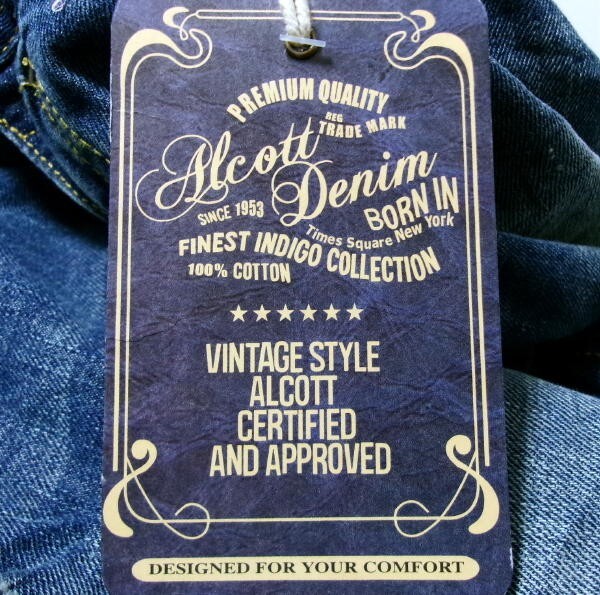 PREMIUM QUALITY
REG
TRADE MARK
Alcott
Denim
SINCE 1953
BORN IN
Times Square New York
FINEST INDIGO COLLECTION
100% COTTON
VINTAGE STYLE
ALCOTT
CERTIFIED
AND APPROVED
DESIGNED FOR YOUR COMFORT